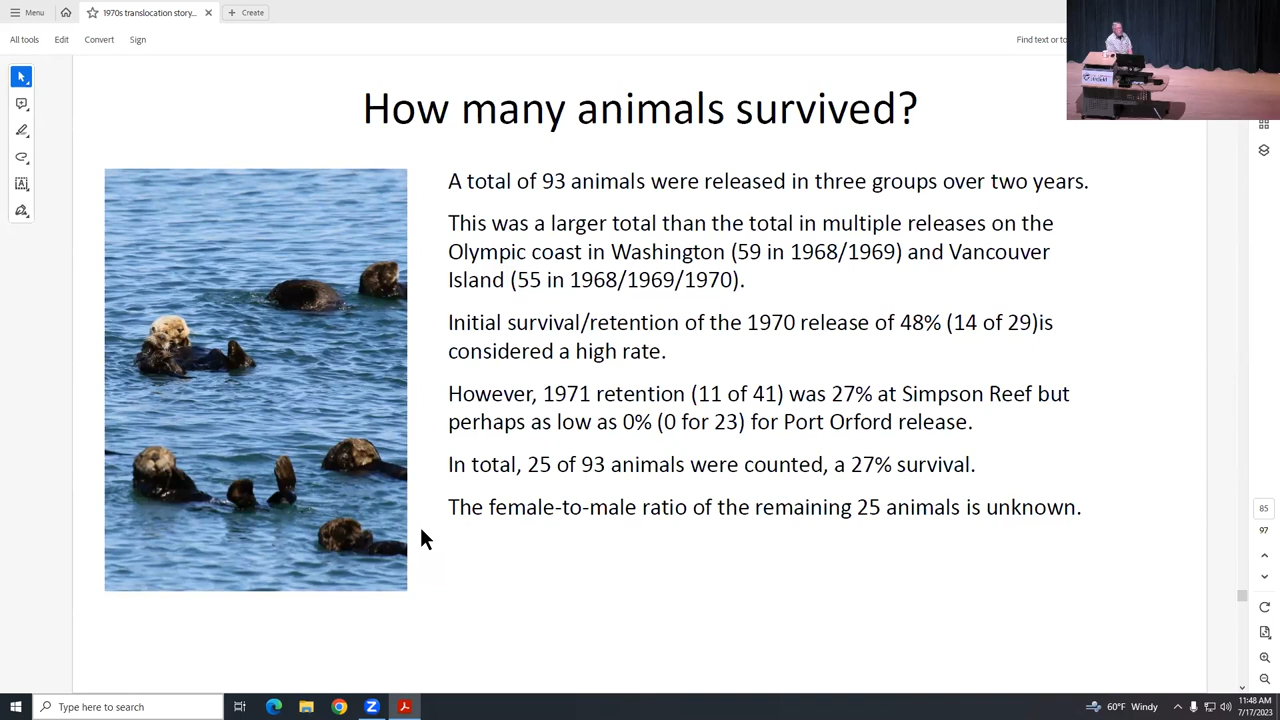 Menu
1970s translocation story...
Create
All tools
Edit
Convert
Sign
Find text or to
How many animals survived?
A total of 93 animals were released in three groups over two years.
This was a larger total than the total in multiple releases on the
Olympic coast in Washington (59 in 1968/1969) and Vancouver
Island (55 in 1968/1969/1970).
Initial survival/retention of the 1970 release of 48% (14 of 29)is
considered a high rate.
However, 1971 retention (11 of 41) was 27% at Simpson Reef but
perhaps as low as 0% (0 for 23) for Port Orford release.
In total, 25 of 93 animals were counted, a 27% survival.
The female-to-male ratio of the remaining 25 animals is unknown.
85
97
Type here to search
60°F Windy
11:48 AM
7/17/2023